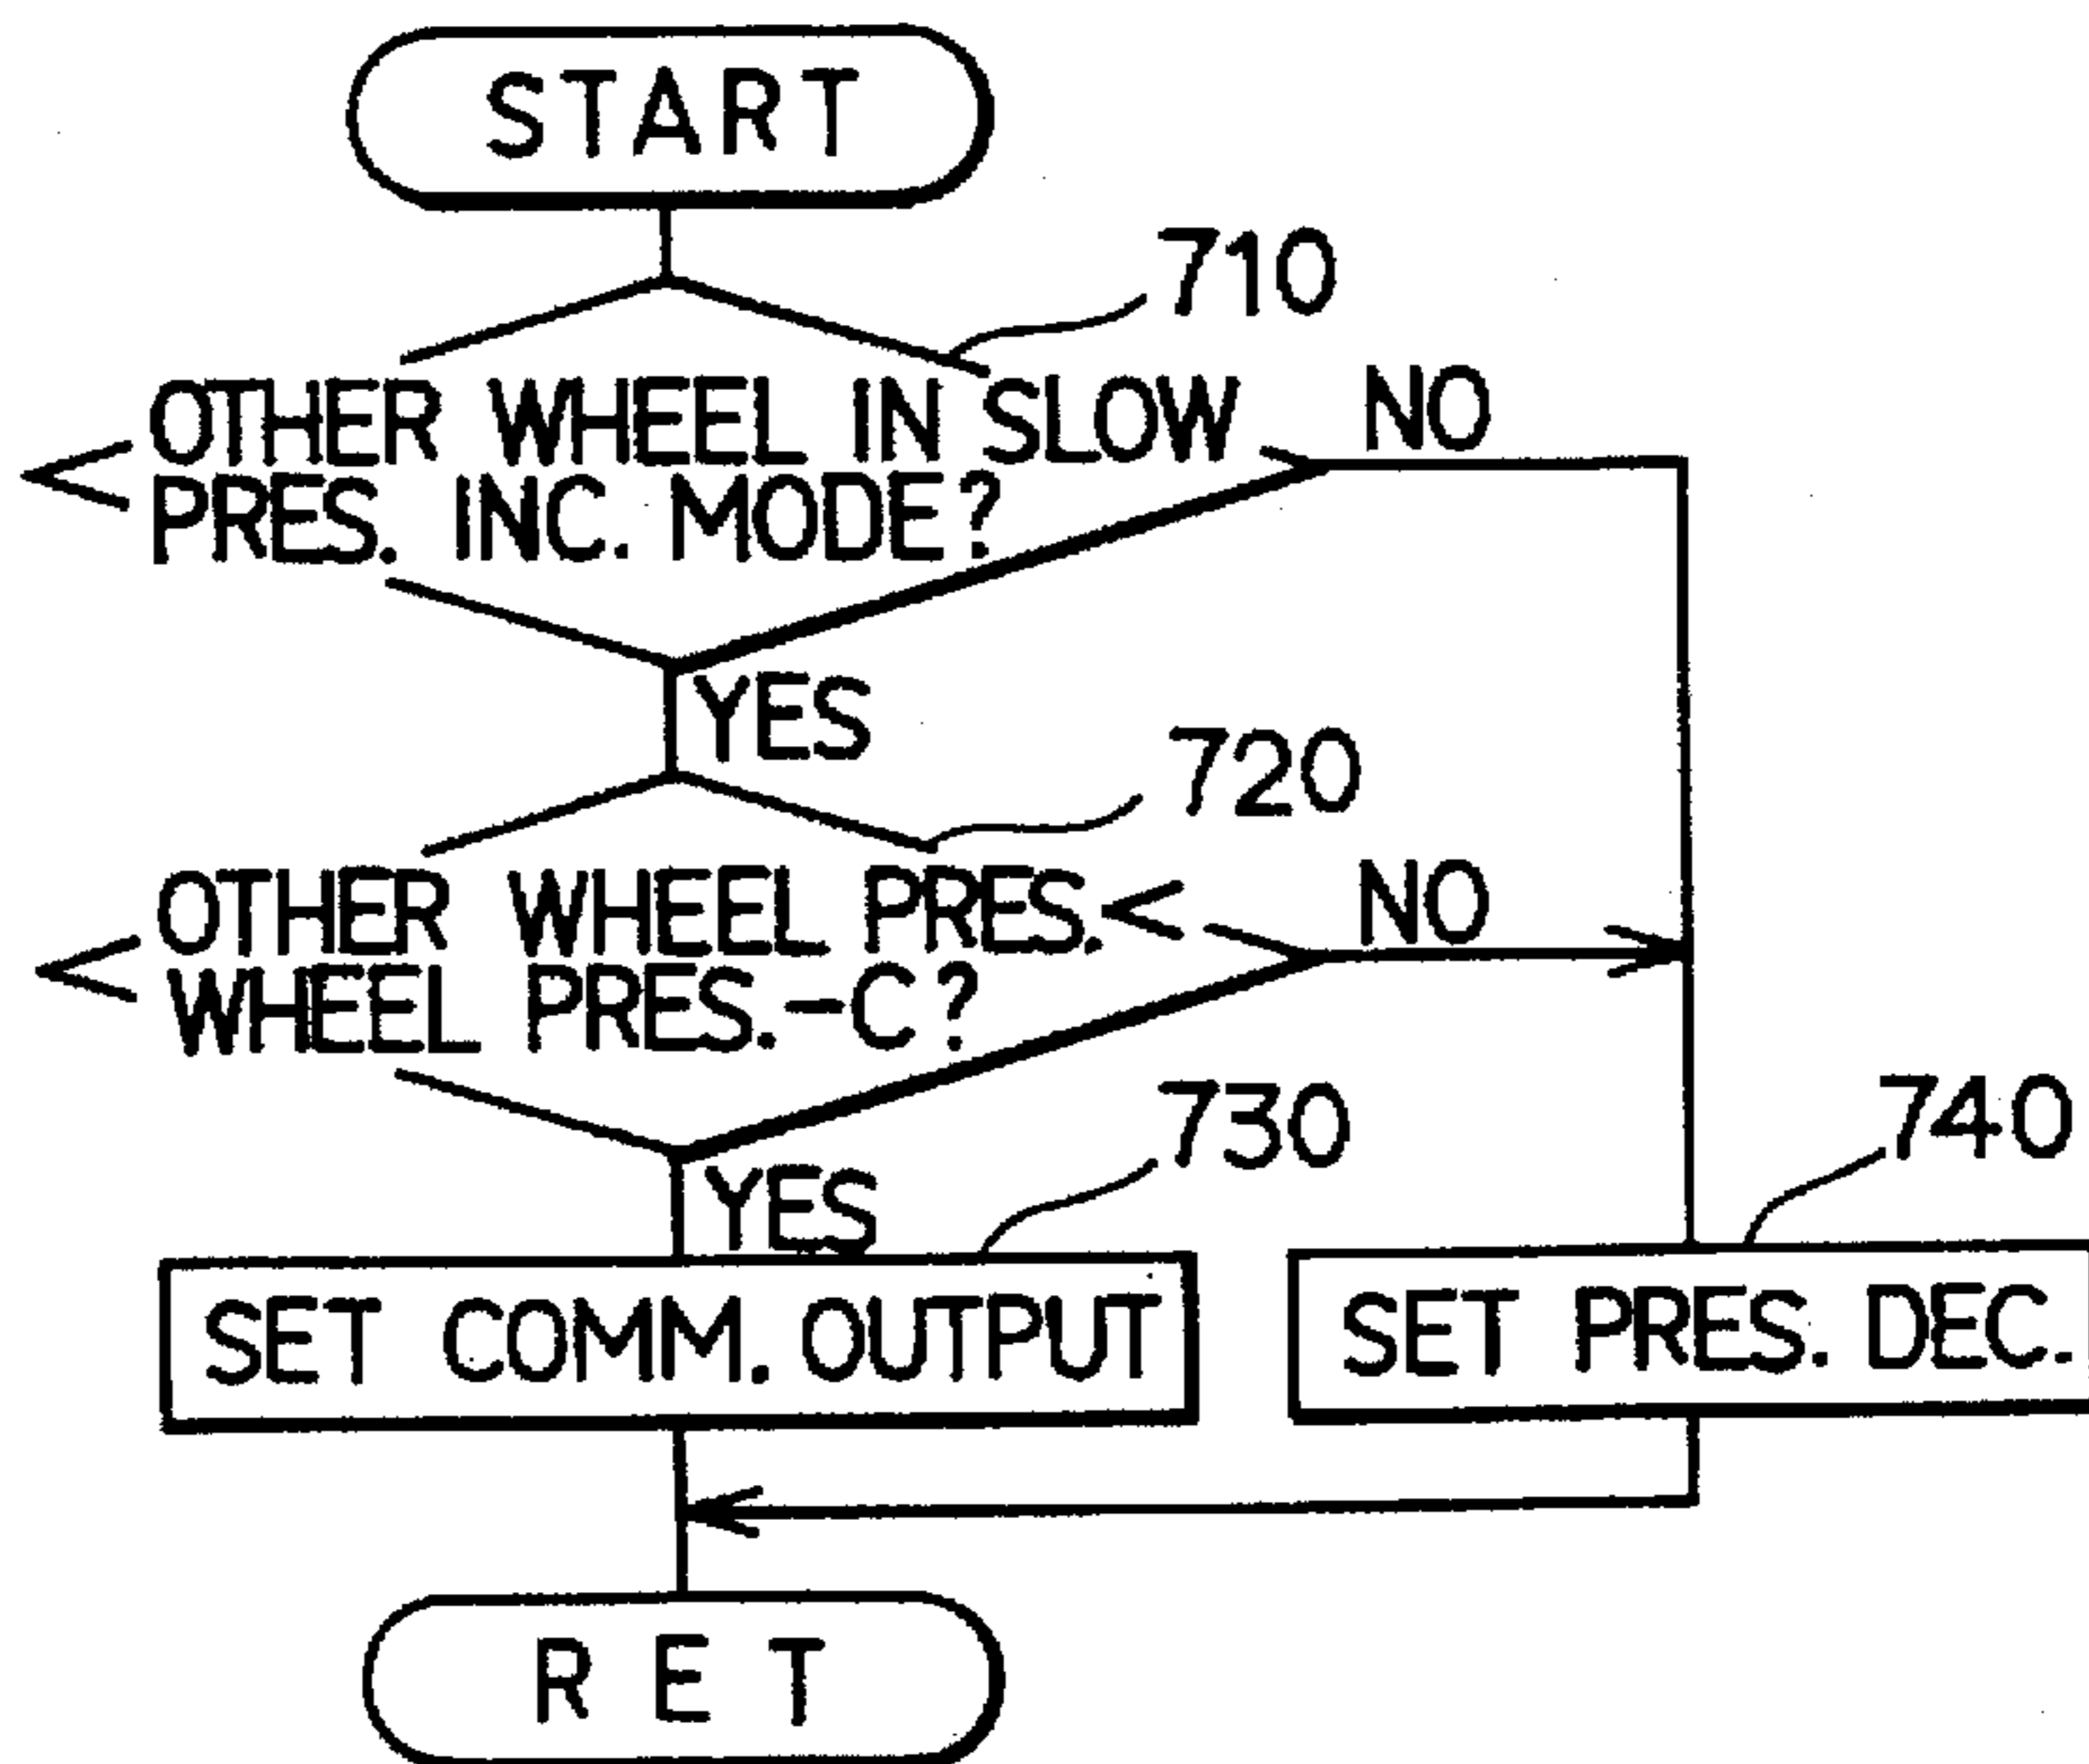 START
710
OTHER WHEEL IN SLOW
PRES. INC. MODE?
NO
YES
720
OTHER WHEEL PRES.<
WHEEL PRES.-C?
NO
YES
730
740
SET COMM. OUTPUT
SET PRES. DEC.
RET